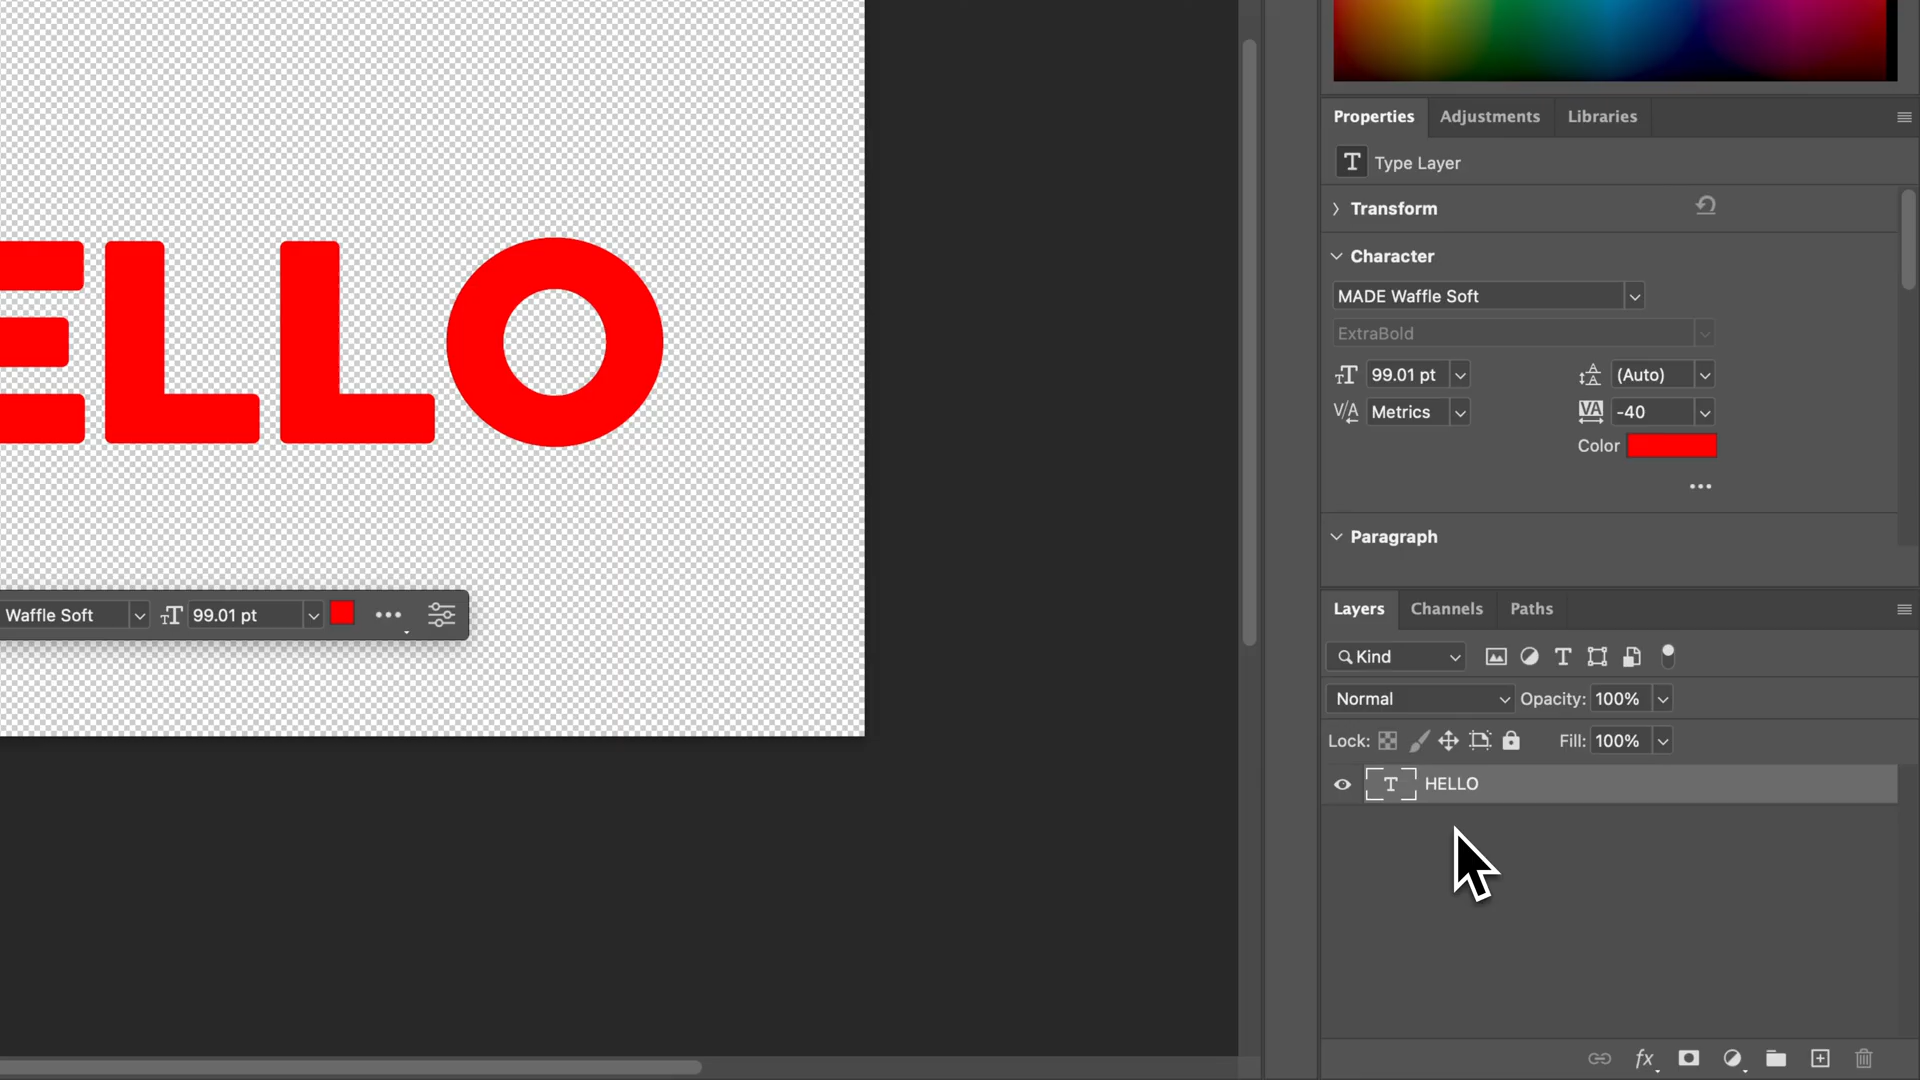 ELLO
Waffle Soft
99.01 pt
Properties
Adjustments
Libraries
T Type Layer
Transform
Character
MADE Waffle Soft
ExtraBold
99.01 pt
(Auto)
Metrics
-40
Color
Paragraph
Layers
Channels
Paths
Kind
Normal
Opacity: 100%
Lock:
Fill: 100%
T HELLO
fx